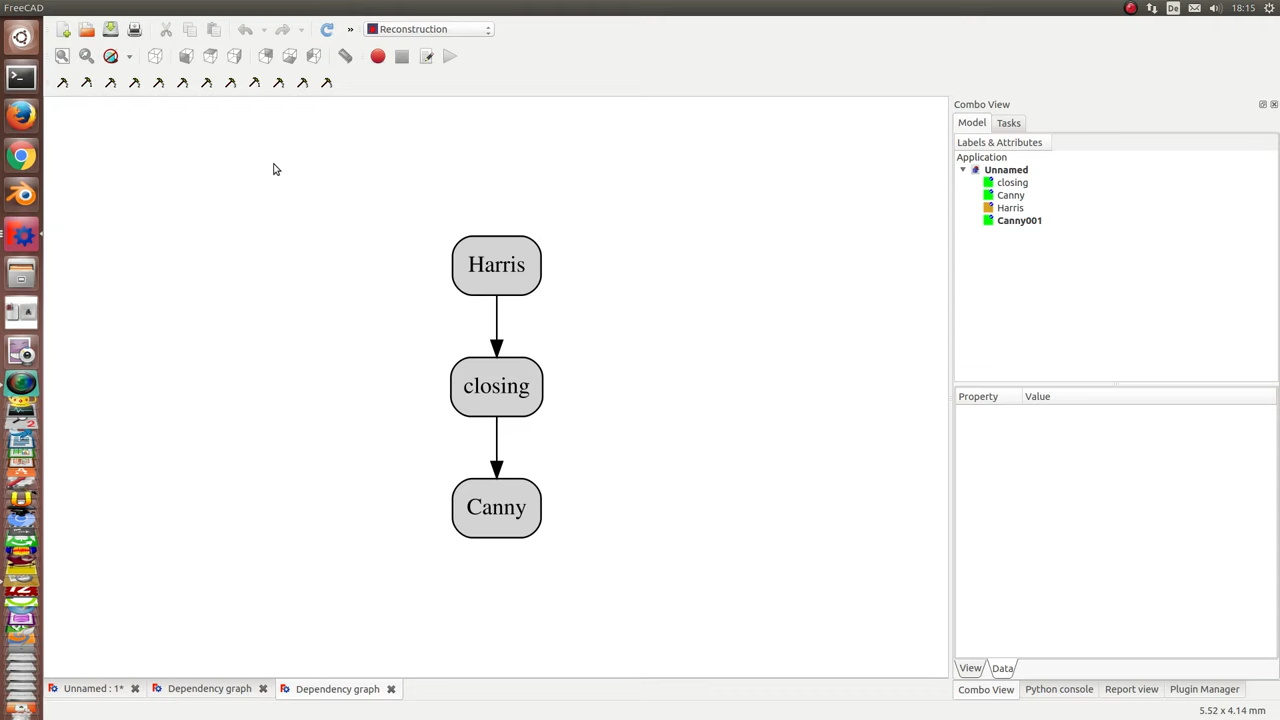 FreeCAD
De
18:15
Reconstruction
Combo View
Model
Tasks
Labels & Attributes
Application
Unnamed
closing
Canny
Harris
Canny001
Harris
closing
Canny
Property
Value
View
Data
Unnamed : 1*
Dependency graph
Dependency graph
Combo View
Python console
Report view
Plugin Manager
5.52 x 4.14 mm